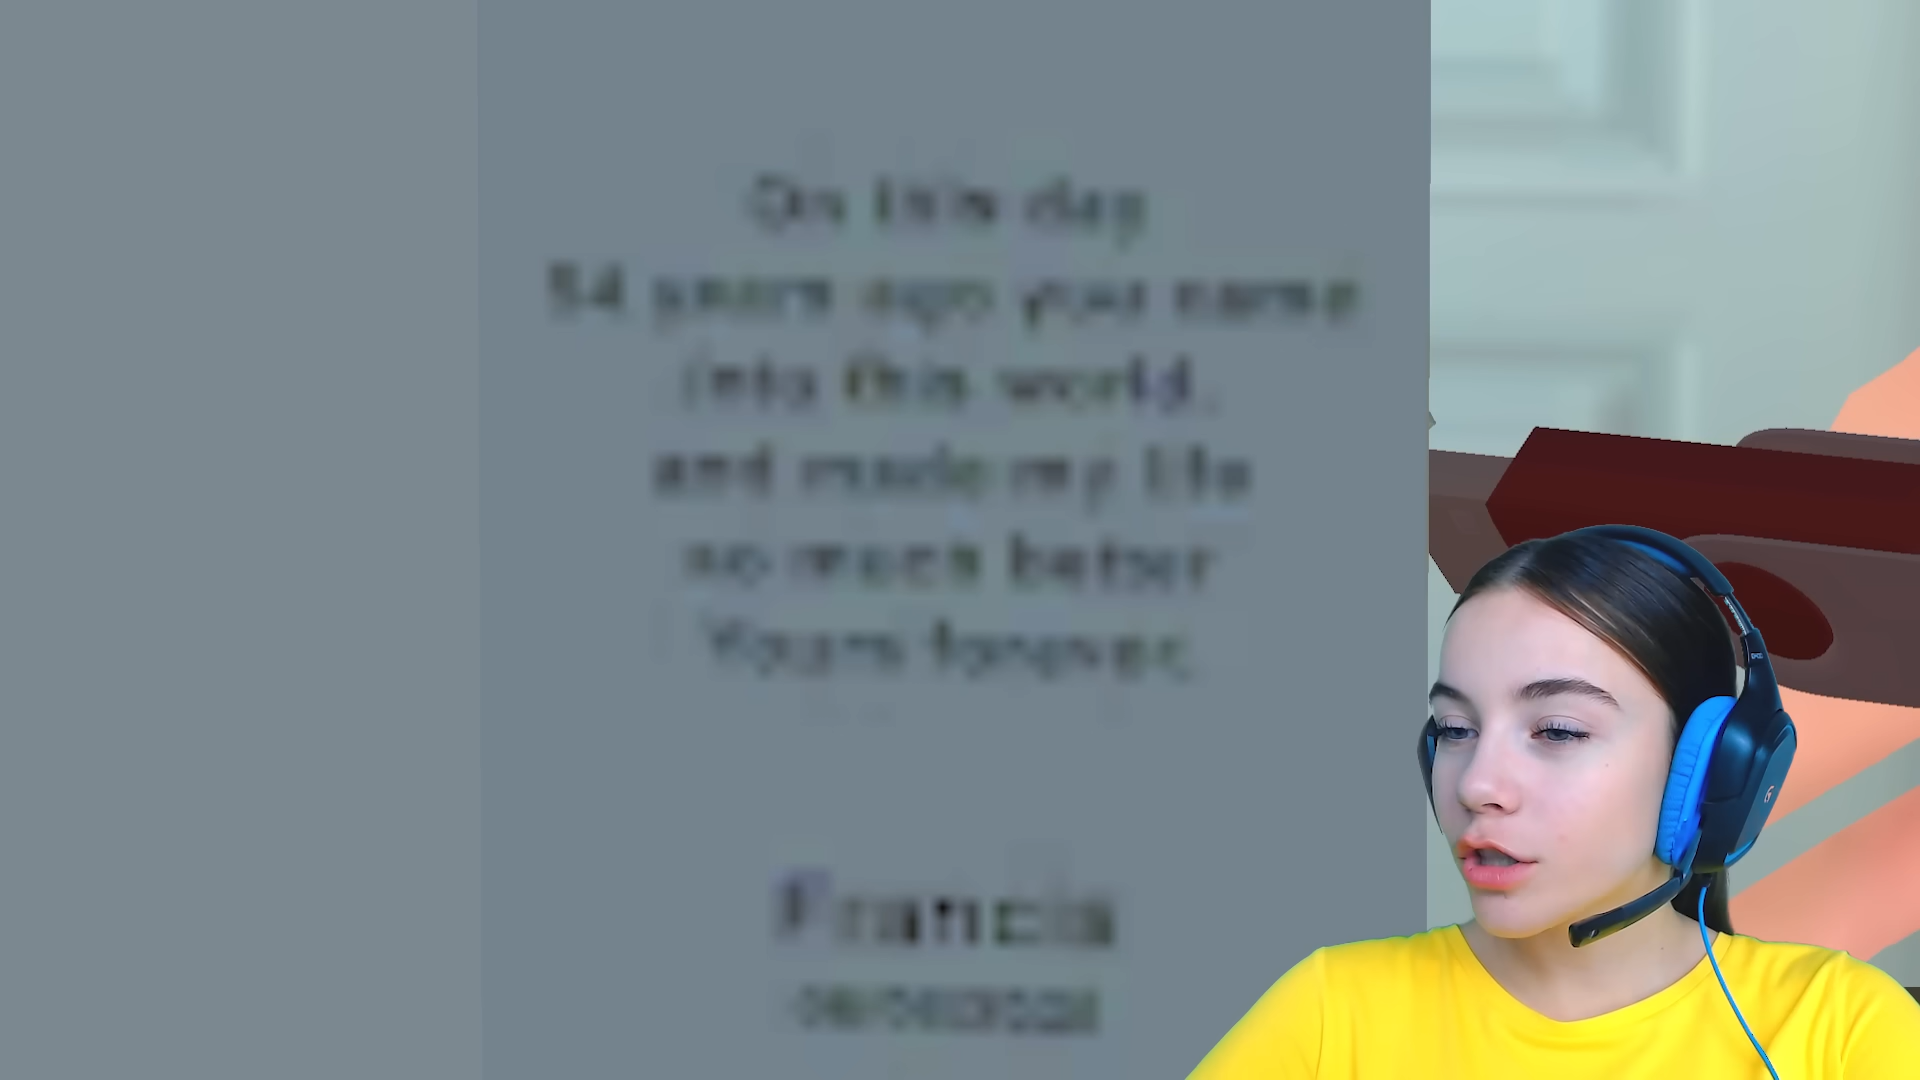 On this day
54 years ago you came
into this world,
and made my life
so much better
Yours forever,
Francis